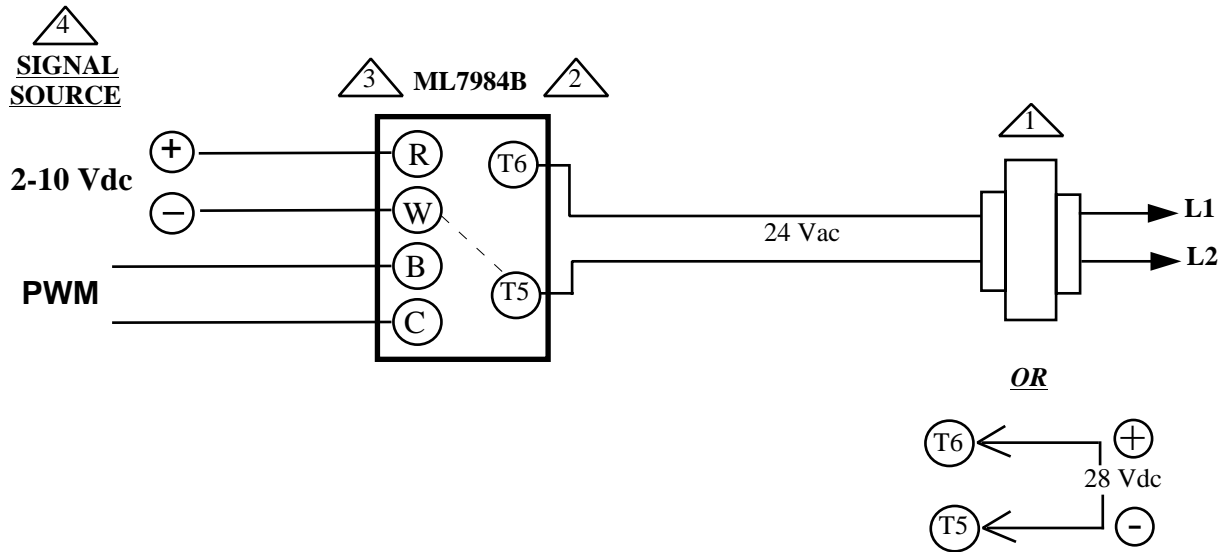 4
SIGNAL
SOURCE
3
ML7984B
2
1
+
R
T6
2-10 Vdc
−
W
24 Vac
L1
L2
B
T5
PWM
C
OR
T6
+
28 Vdc
T5
-